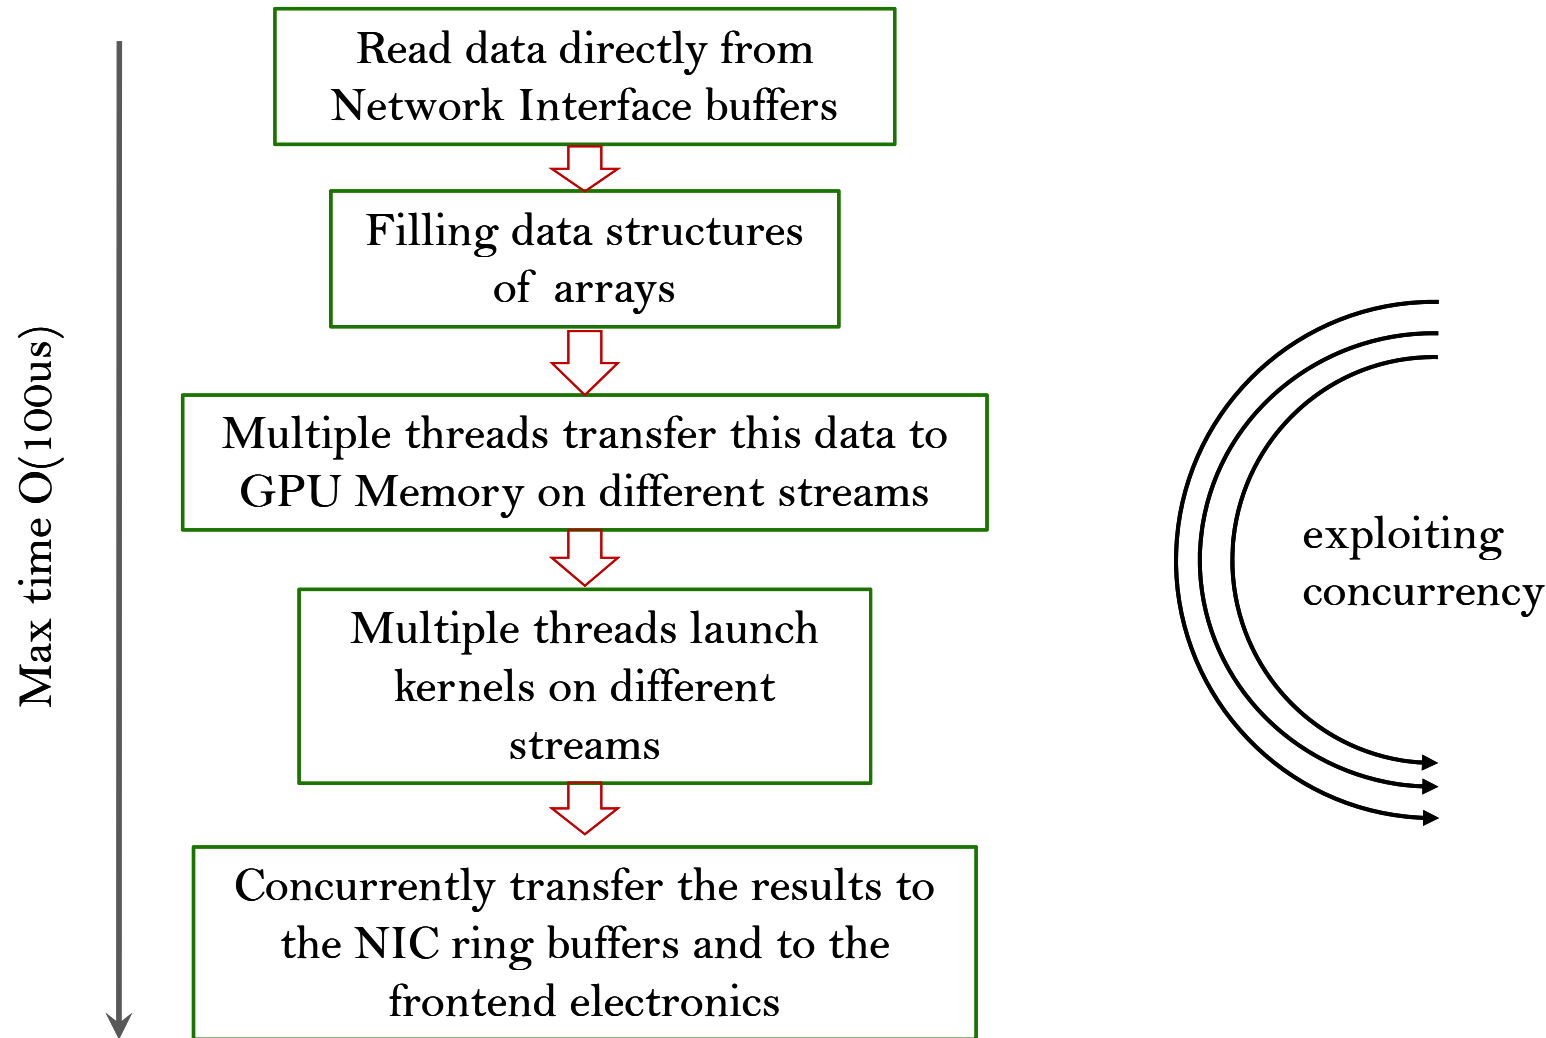 Read data directly from
Network Interface buffers
Filling data structures
of arrays
Multiple threads transfer this data to
GPU Memory on different streams
Multiple threads launch
kernels on different
streams
Concurrently transfer the results to
the NIC ring buffers and to the
frontend electronics
Max time O(100us)
exploiting
concurrency